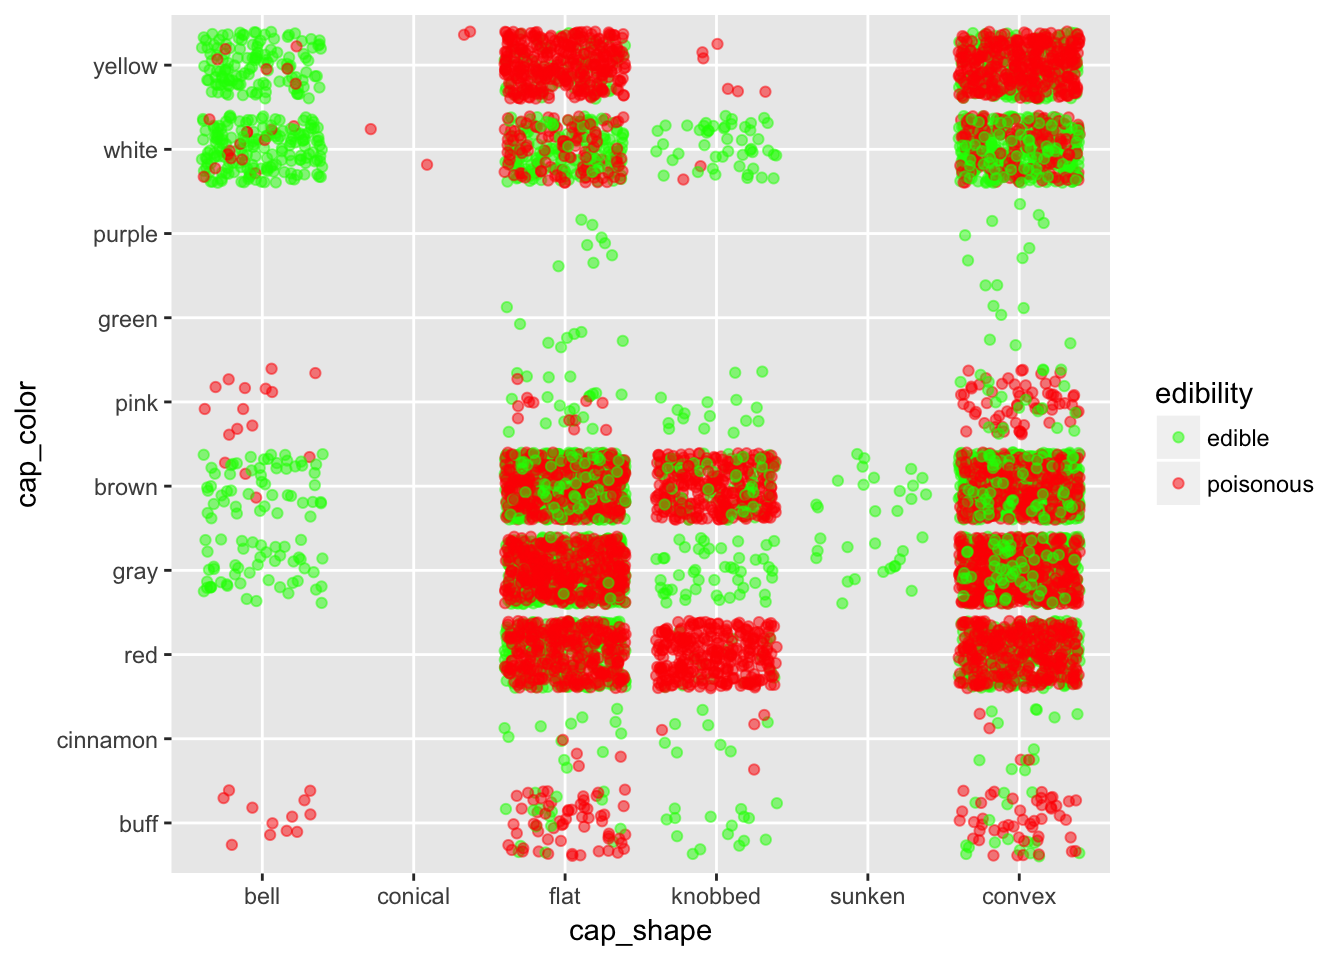 yellow
white
purple
green
pink
brown
gray
red
cinnamon
buff
cap_color
bell
conical
flat
knobbed
sunken
convex
cap_shape
edibility
edible
poisonous